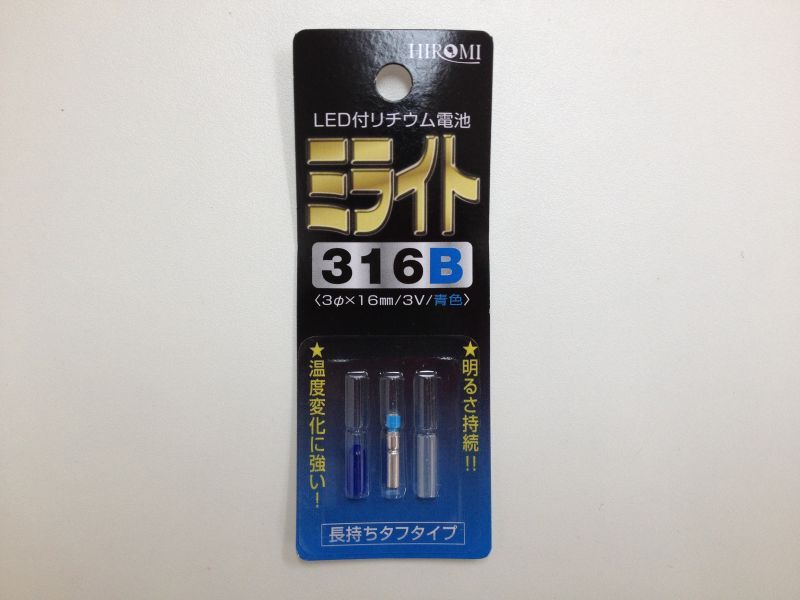 HIROMI
LED付リチウム電池
ミライト
316B
〈3φ×16㎜/3V/青色〉
★温度変化に強い!
★明るさ持続!!
長持ちタフタイプ